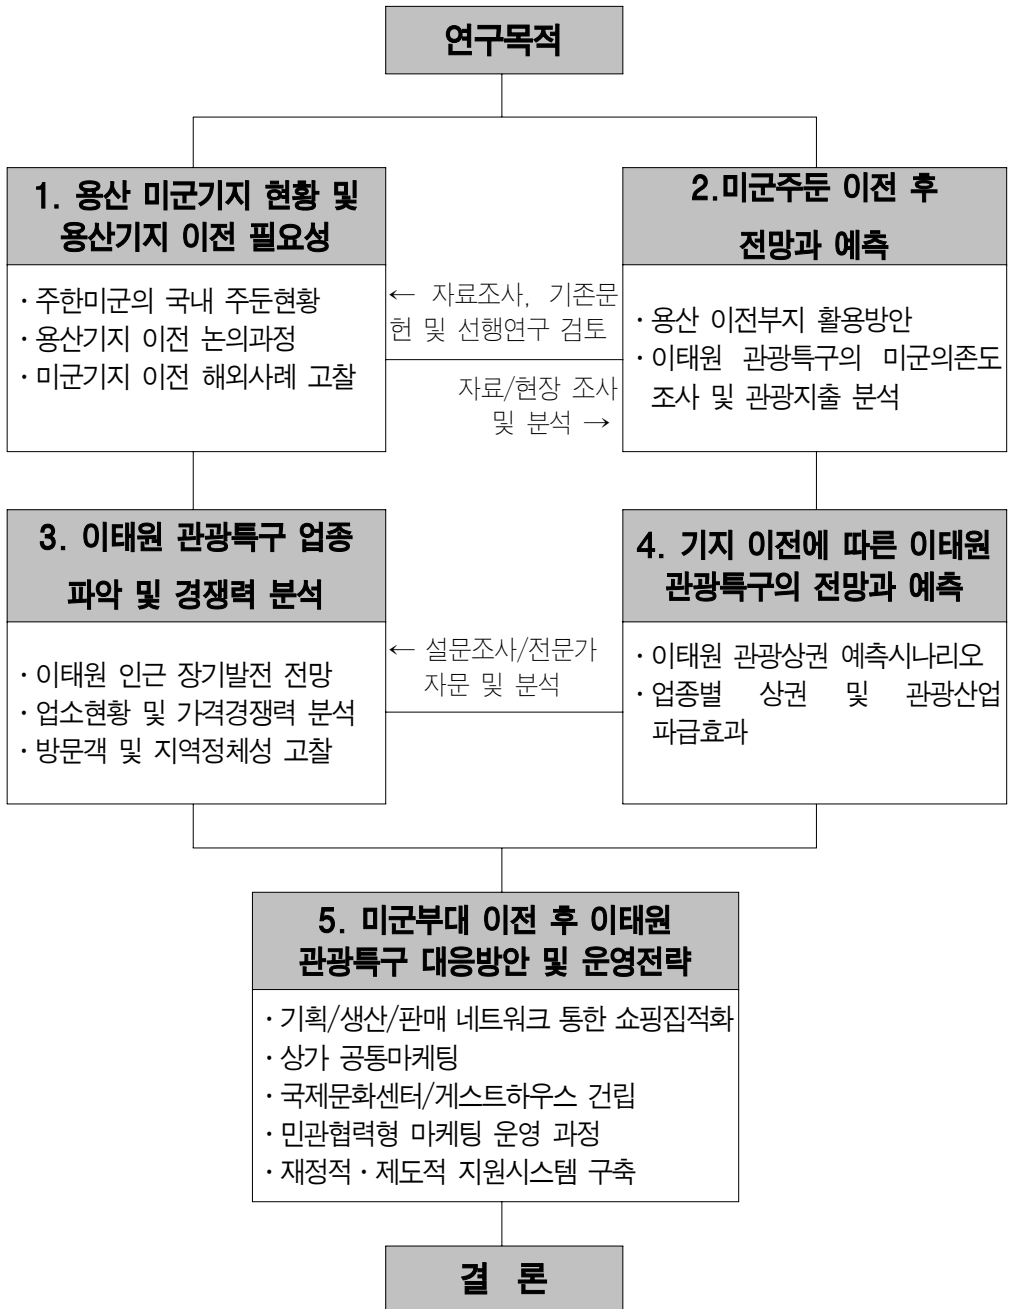 연구목적
1. 용산 미군기지 현황 및
용산기지 이전 필요성
· 주한미군의 국내 주둔현황
· 용산기지 이전 논의과정
· 미군기지 이전 해외사례 고찰
← 자료조사, 기존문
헌 및 선행연구 검토
자료/현장 조사
및 분석 →
2.미군주둔 이전 후
전망과 예측
· 용산 이전부지 활용방안
· 이태원 관광특구의 미군의존도
조사 및 관광지출 분석
3. 이태원 관광특구 업종
파악 및 경쟁력 분석
· 이태원 인근 장기발전 전망
· 업소현황 및 가격경쟁력 분석
· 방문객 및 지역정체성 고찰
← 설문조사/전문가
자문 및 분석
4. 기지 이전에 따른 이태원
관광특구의 전망과 예측
· 이태원 관광상권 예측시나리오
· 업종별 상권 및 관광산업
파급효과
5. 미군부대 이전 후 이태원
관광특구 대응방안 및 운영전략
· 기획/생산/판매 네트워크 통한 쇼핑집적화
· 상가 공통마케팅
· 국제문화센터/게스트하우스 건립
· 민관협력형 마케팅 운영 과정
· 재정적 · 제도적 지원시스템 구축
결 론